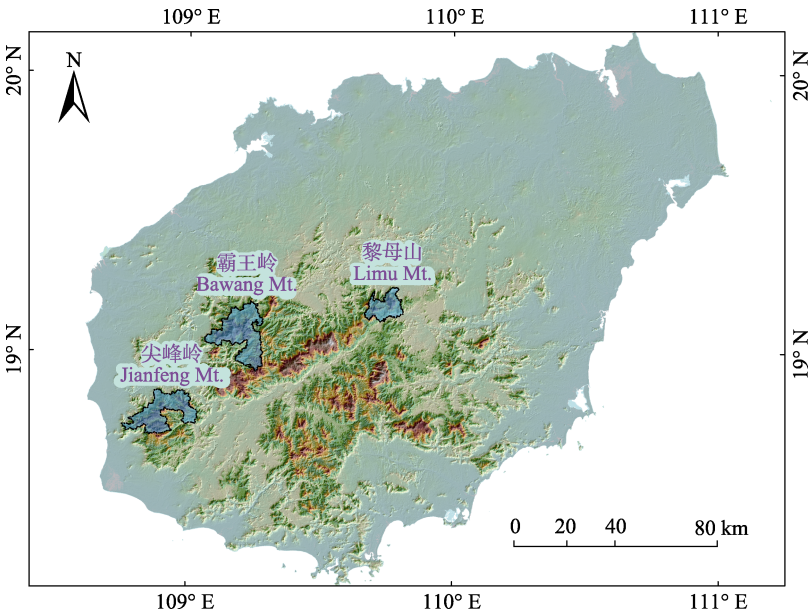 109° E 110° E 111° E
20° N
20° N
N
霸王岭
Bawang Mt.
黎母山
Limu Mt.
19° N
19° N
尖峰岭
Jianfeng Mt.
0 20 40 80 km
109° E 110° E 111° E